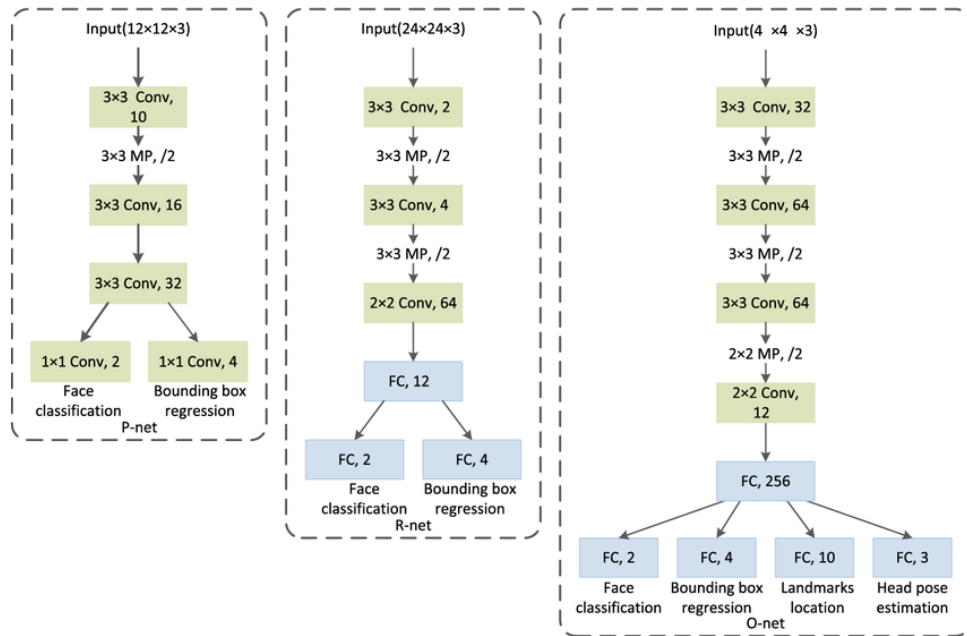 Input(12×12×3)
3×3 Conv,
10
3×3 MP, /2
3×3 Conv, 16
3×3 Conv, 32
1×1 Conv, 2
1×1 Conv, 4
Face
classification
Bounding box
regression
P-net
Input(24×24×3)
3×3 Conv, 2
3×3 MP, /2
3×3 Conv, 4
3×3 MP, /2
2×2 Conv, 64
FC, 12
FC, 2
FC, 4
Face
classification
Bounding box
regression
R-net
Input(4 ×4 ×3)
3×3 Conv, 32
3×3 MP, /2
3×3 Conv, 64
3×3 MP, /2
3×3 Conv, 64
2×2 MP, /2
2×2 Conv,
12
FC, 256
FC, 2
FC, 4
FC, 10
FC, 3
Face
classification
Bounding box
regression
Landmarks
location
Head pose
estimation
O-net